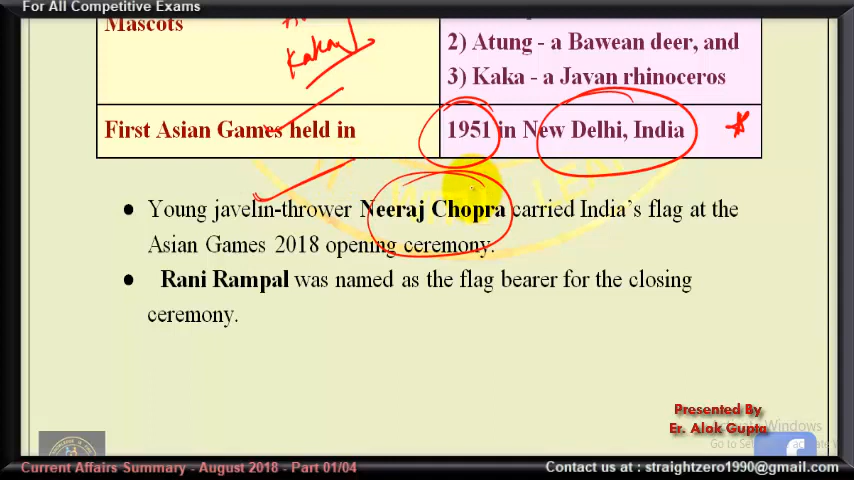 For All Competitive Exams
Mascots
Kaka
2) Atung - a Bawean deer, and
3) Kaka - a Javan rhinoceros
First Asian Games held in
1951 in New Delhi, India
● Young javelin-thrower Neeraj Chopra carried India's flag at the
Asian Games 2018 opening ceremony.
● Rani Rampal was named as the flag bearer for the closing
ceremony.
Presented By
Er. Alok Gupta
Windows
Go to
Current Affairs Summary - August 2018 - Part 01/04
Contact us at : straightzero1990@gmail.com